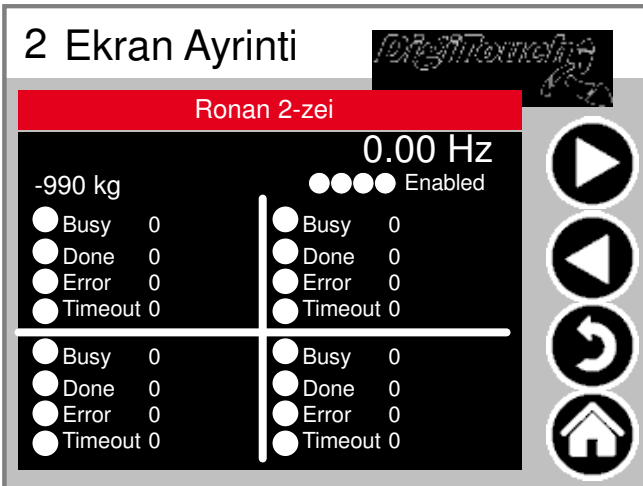 2 Ekran Ayrinti
DigiTouch
Ronan 2-zei
0.00 Hz
-990 kg
Enabled
Busy 0
Done 0
Error 0
Timeout 0
Busy 0
Done 0
Error 0
Timeout 0
Busy 0
Done 0
Error 0
Timeout 0
Busy 0
Done 0
Error 0
Timeout 0